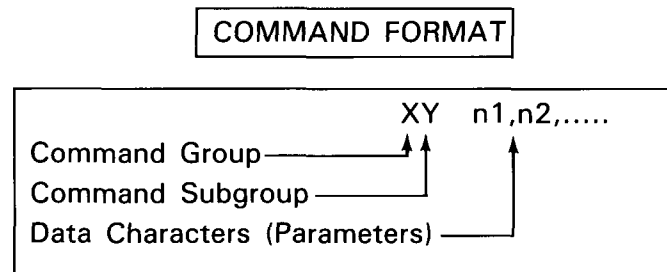 COMMAND FORMAT
XY n1,n2,.....
Command Group
Command Subgroup
Data Characters (Parameters)